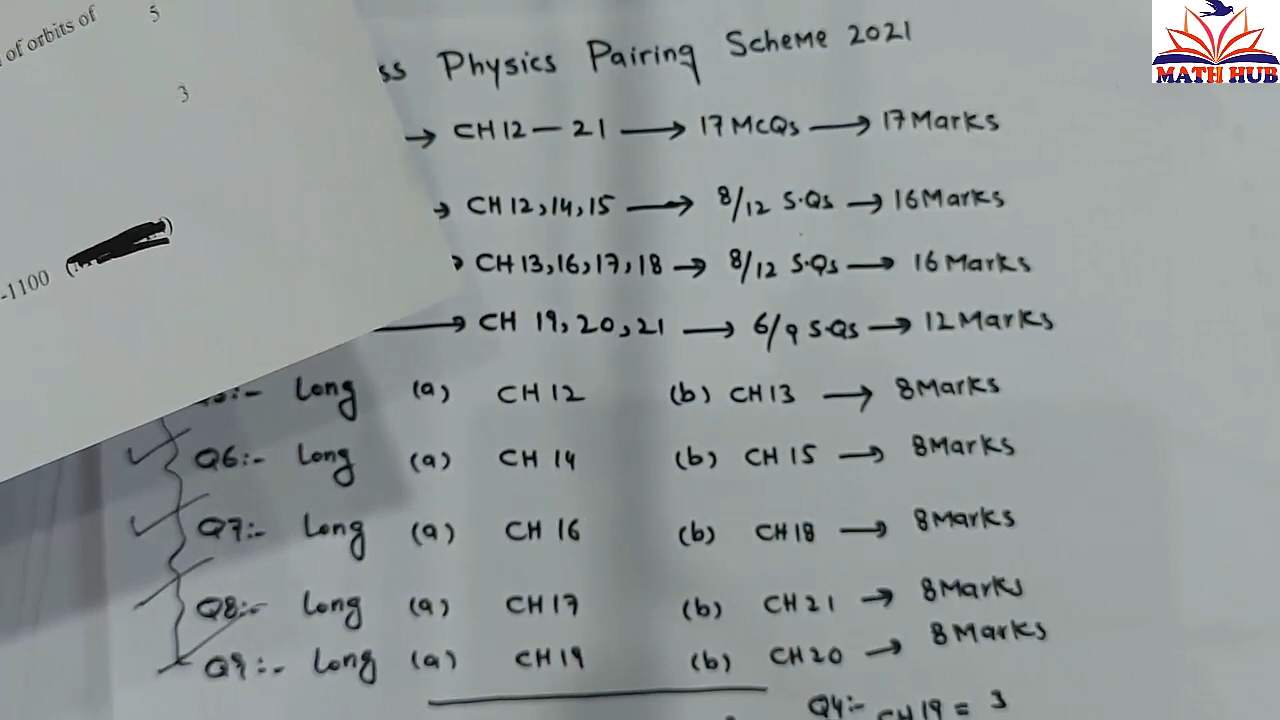 of orbits of 5
3
-1100
MATH HUB
ss Physics Pairing Scheme 2021
→ CH 12 — 21 → 17 MCQs → 17 Marks
→ CH 12,14,15 → 8/12 S.Qs → 16 Marks
→ CH 13,16,17,18 → 8/12 S.Qs → 16 Marks
→ CH 19,20,21 → 6/9 S.Qs → 12 Marks
:- Long (a) CH 12 (b) CH 13 → 8 Marks
Q6:- Long (a) CH 14 (b) CH 15 → 8 Marks
Q7:- Long (a) CH 16 (b) CH 18 → 8 Marks
Q8:- Long (a) CH 17 (b) CH 21 → 8 Marks
Q9:- Long (a) CH 19 (b) CH 20 → 8 Marks
Q4:- CH 19 = 3